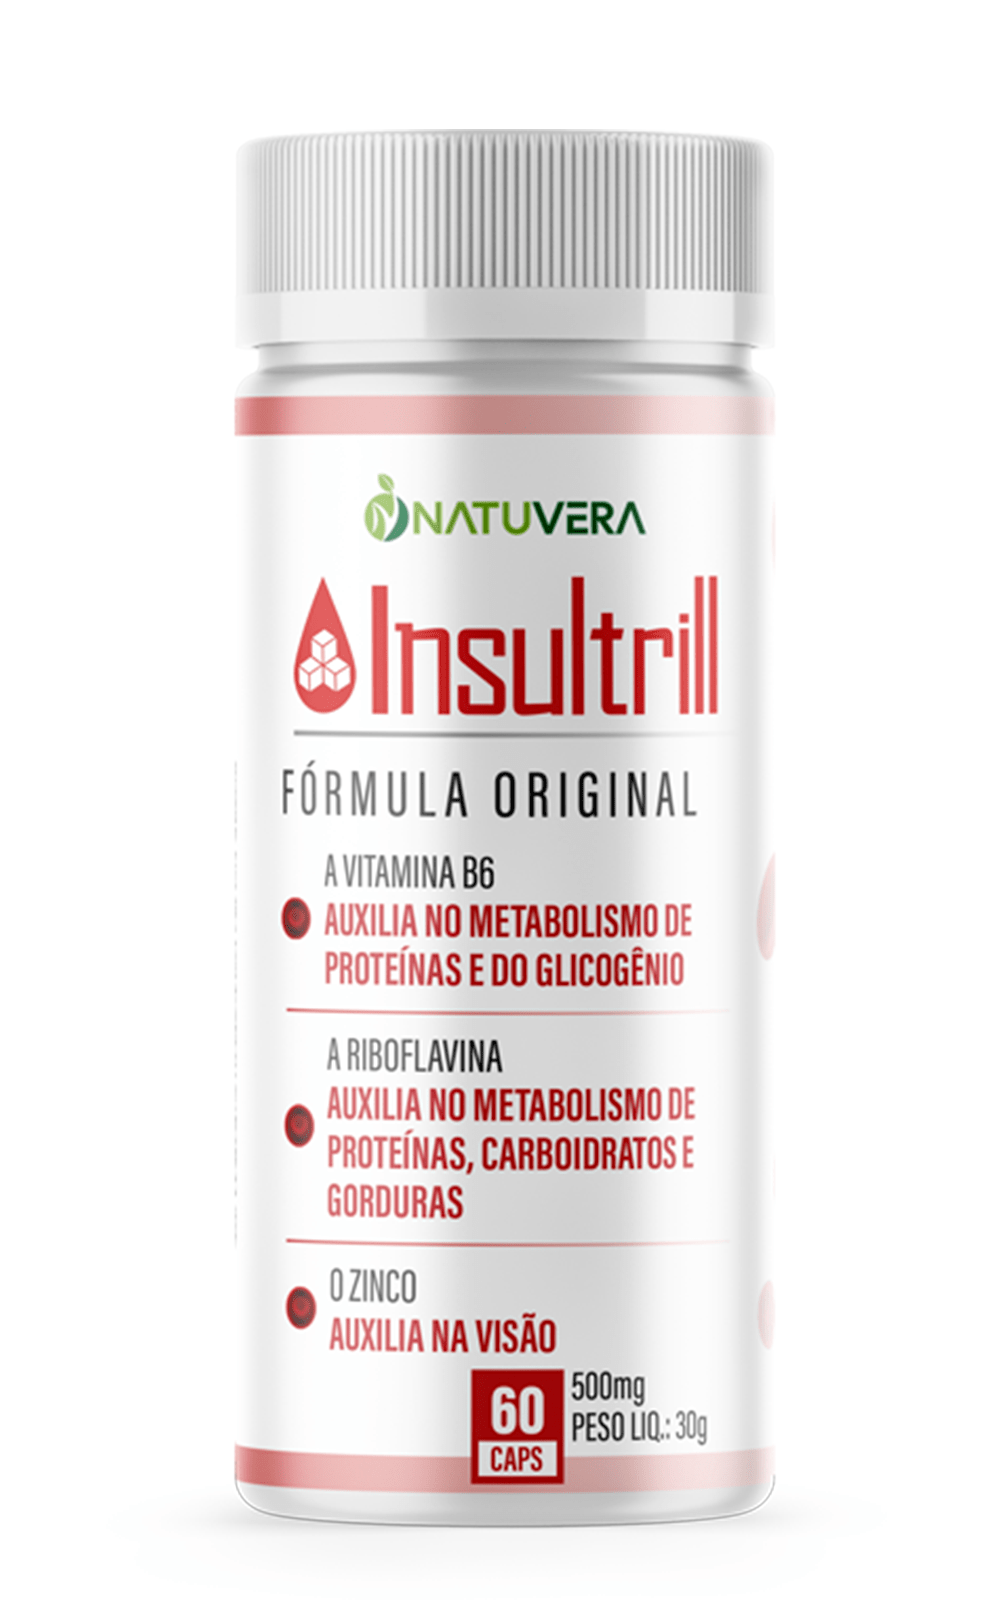 NATUVERA
Insultrill
FÓRMULA ORIGINAL
A VITAMINA B6
AUXILIA NO METABOLISMO DE
PROTEÍNAS E DO GLICOGÊNIO
A RIBOFLAVINA
AUXILIA NO METABOLISMO DE
PROTEÍNAS, CARBOIDRATOS E
GORDURAS
O ZINCO
AUXILIA NA VISÃO
60
CAPS
500mg
PESO LIQ.: 30g